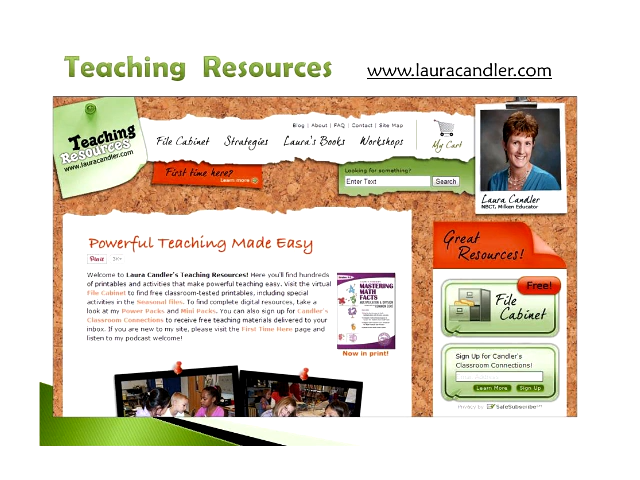 Teaching Resources www.lauracandler.com
Teaching
Resources
www.lauracandler.com
Blog | About | FAQ | Contact | Site Map
File Cabinet Strategies Laura's Books Workshops
My Cart
First time here?
Learn more
Looking for something?
Enter Text Search
Laura Candler
NBCT, Milken Educator
Powerful Teaching Made Easy
Pin it 2K+
Welcome to Laura Candler's Teaching Resources! Here you'll find hundreds
of printables and activities that make powerful teaching easy. Visit the virtual
File Cabinet to find free classroom-tested printables, including special
activities in the Seasonal files. To find complete digital resources, take a
look at my Power Packs and Mini Packs. You can also sign up for Candler's
Classroom Connections to receive free teaching materials delivered to your
inbox. If you are new to my site, please visit the First Time Here page and
listen to my podcast welcome!
MASTERING
MATH
FACTS
Now in print!
Great
Resources!
Free!
File
Cabinet
Sign Up for Candler's
Classroom Connections!
Learn More Sign Up
Privacy by SafeSubscribe